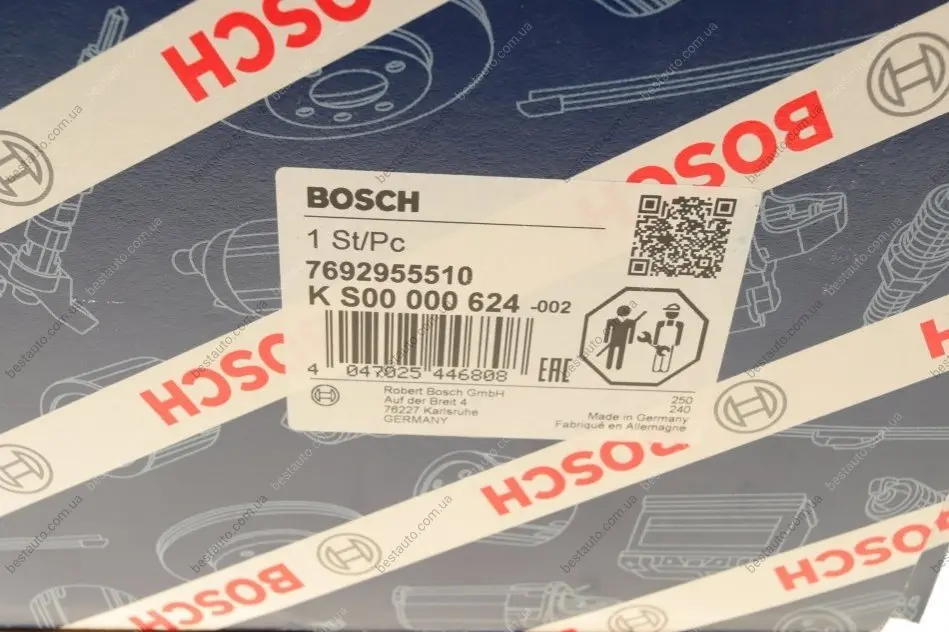 BOSCH
BOSCH
BOSCH
1 St/Pc
7692955510
K S00 000 624 -002
4 047025 446808
EAC
Robert Bosch GmbH
Auf der Breit 4
76227 Karlsruhe
GERMANY
250
240
Made in Germany
Fabriqué en Allemagne
BOSCH
BOSCH
BOSCH
BOSCH
bestauto.com.ua